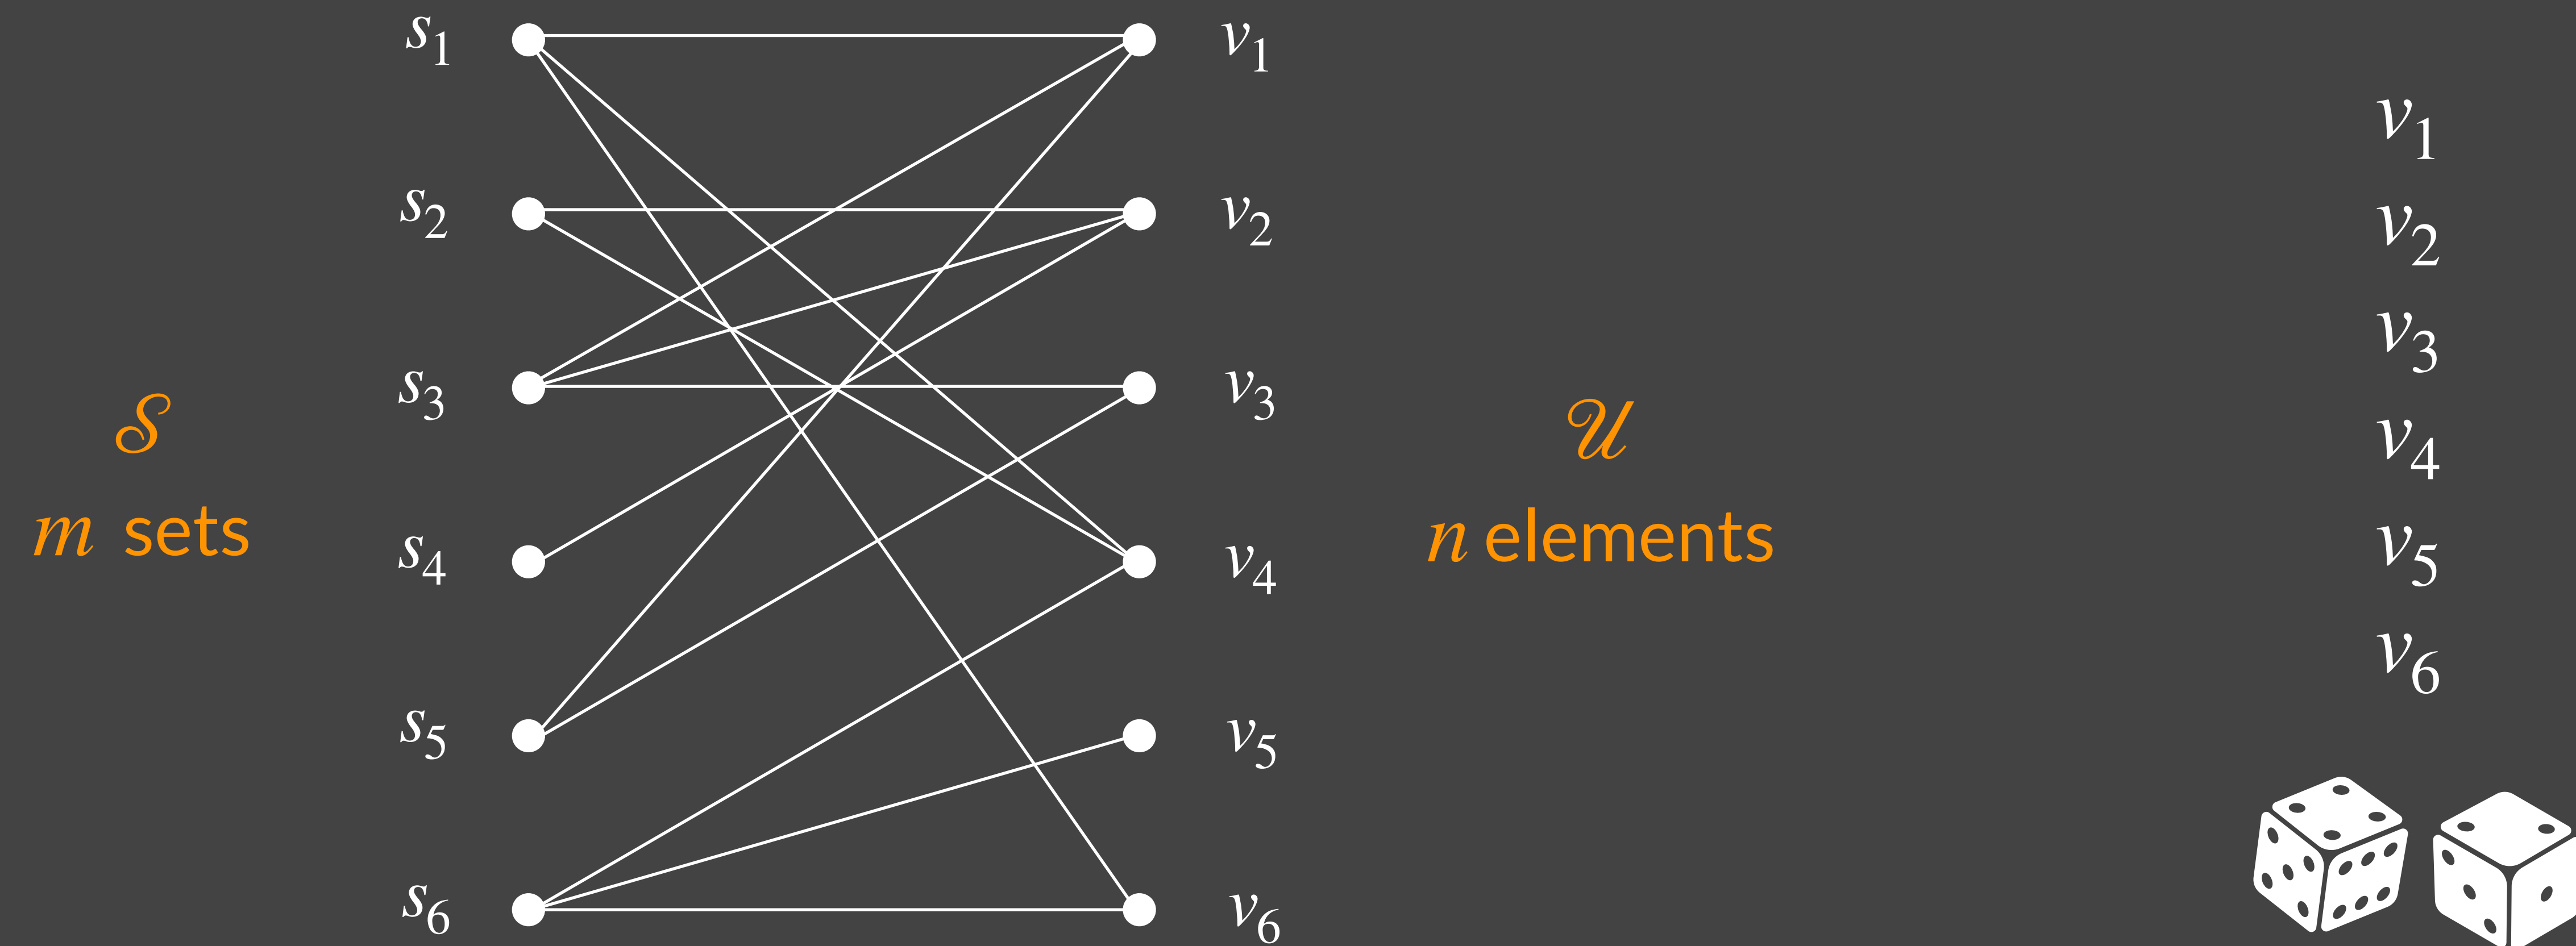 s₁
s₂
s₃
s₄
s₅
s₆
𝒮
m sets
v₁
v₂
v₃
v₄
v₅
v₆
𝒰
n elements
v₁
v₂
v₃
v₄
v₅
v₆